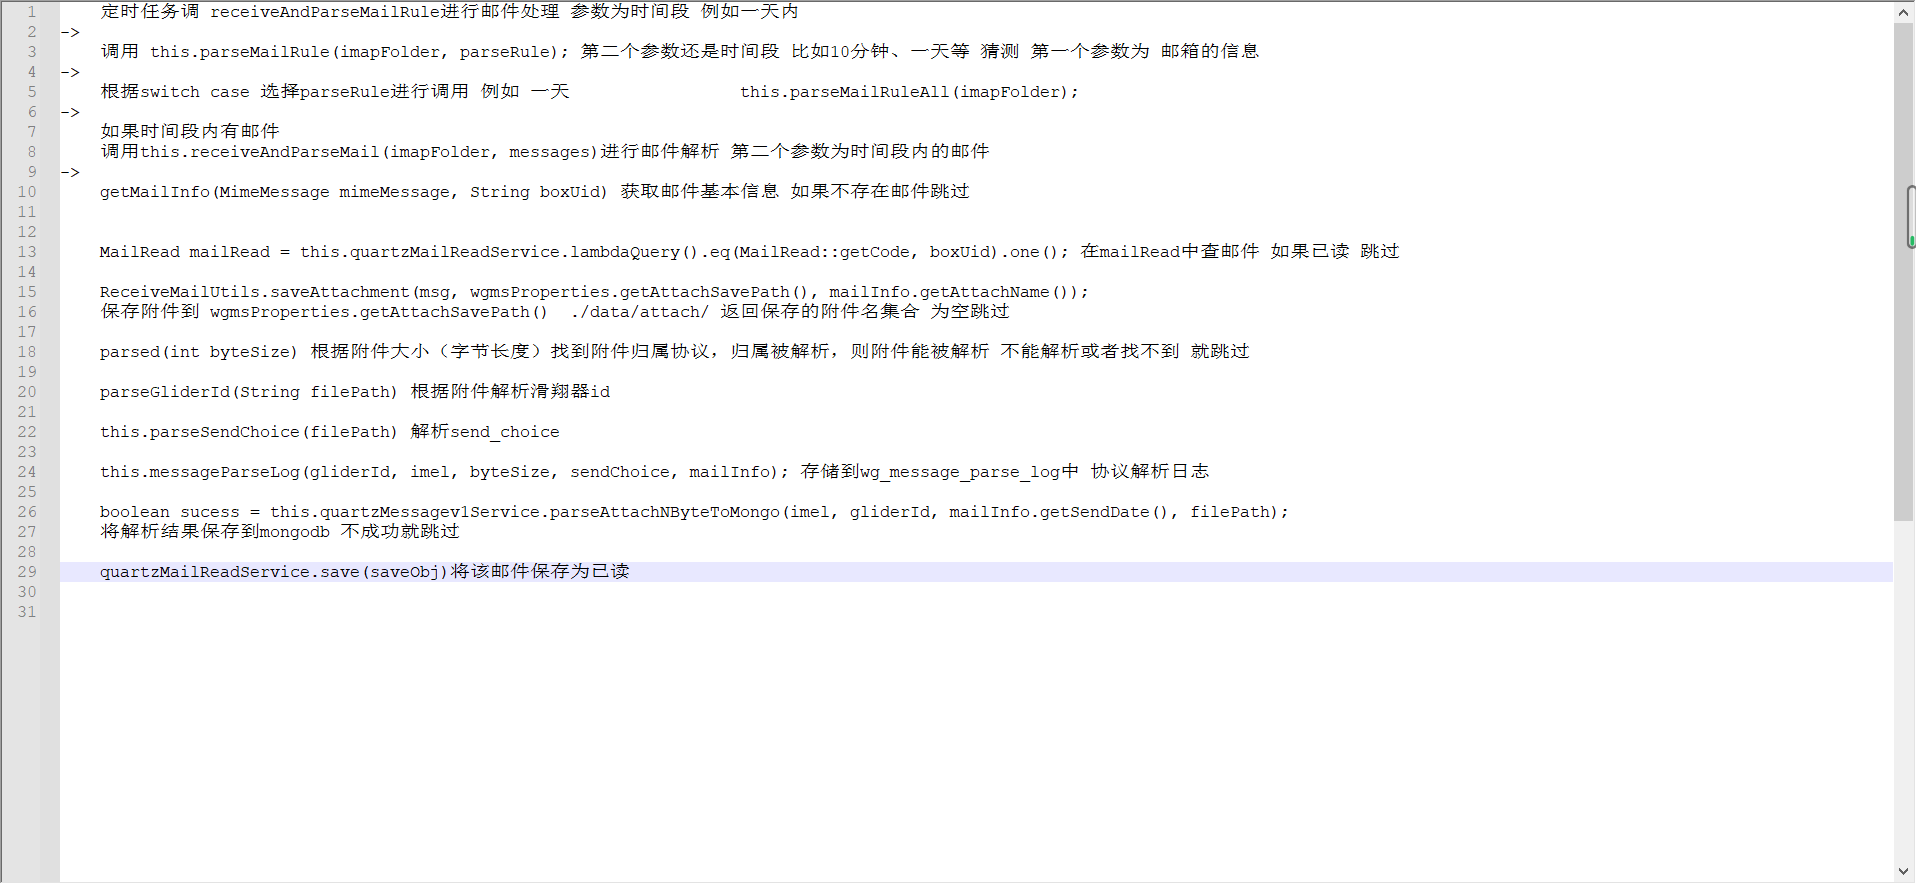 1 定时任务调 receiveAndParseMailRule进行邮件处理 参数为时间段 例如一天内
2 ->
3 调用 this.parseMailRule(imapFolder, parseRule); 第二个参数还是时间段 比如10分钟、一天等 猜测 第一个参数为 邮箱的信息
4 ->
5 根据switch case 选择parseRule进行调用 例如 一天 this.parseMailRuleAll(imapFolder);
6 ->
7 如果时间段内有邮件
8 调用this.receiveAndParseMail(imapFolder, messages)进行邮件解析 第二个参数为时间段内的邮件
9 ->
10 getMailInfo(MimeMessage mimeMessage, String boxUid) 获取邮件基本信息 如果不存在邮件跳过
11
12
13 MailRead mailRead = this.quartzMailReadService.lambdaQuery().eq(MailRead::getCode, boxUid).one(); 在mailRead中查邮件 如果已读 跳过
14
15 ReceiveMailUtils.saveAttachment(msg, wgmsProperties.getAttachSavePath(), mailInfo.getAttachName());
16 保存附件到 wgmsProperties.getAttachSavePath() ./data/attach/ 返回保存的附件名集合 为空跳过
17
18 parsed(int byteSize) 根据附件大小（字节长度）找到附件归属协议，归属被解析，则附件能被解析 不能解析或者找不到 就跳过
19
20 parseGliderId(String filePath) 根据附件解析滑翔器id
21
22 this.parseSendChoice(filePath) 解析send_choice
23
24 this.messageParseLog(gliderId, imel, byteSize, sendChoice, mailInfo); 存储到wg_message_parse_log中 协议解析日志
25
26 boolean sucess = this.quartzMessagev1Service.parseAttachNByteToMongo(imel, gliderId, mailInfo.getSendDate(), filePath);
27 将解析结果保存到mongodb 不成功就跳过
28
29 quartzMailReadService.save(saveObj)将该邮件保存为已读
30
31